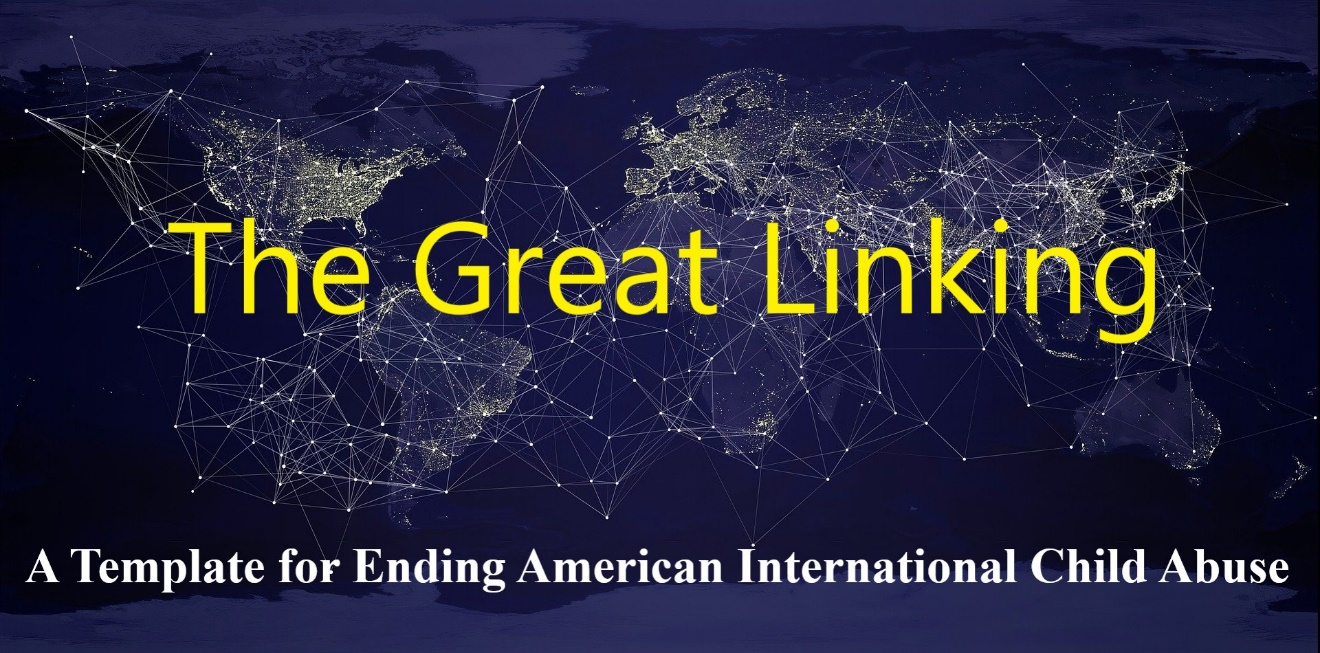 The Great Linking
A Template for Ending American International Child Abuse